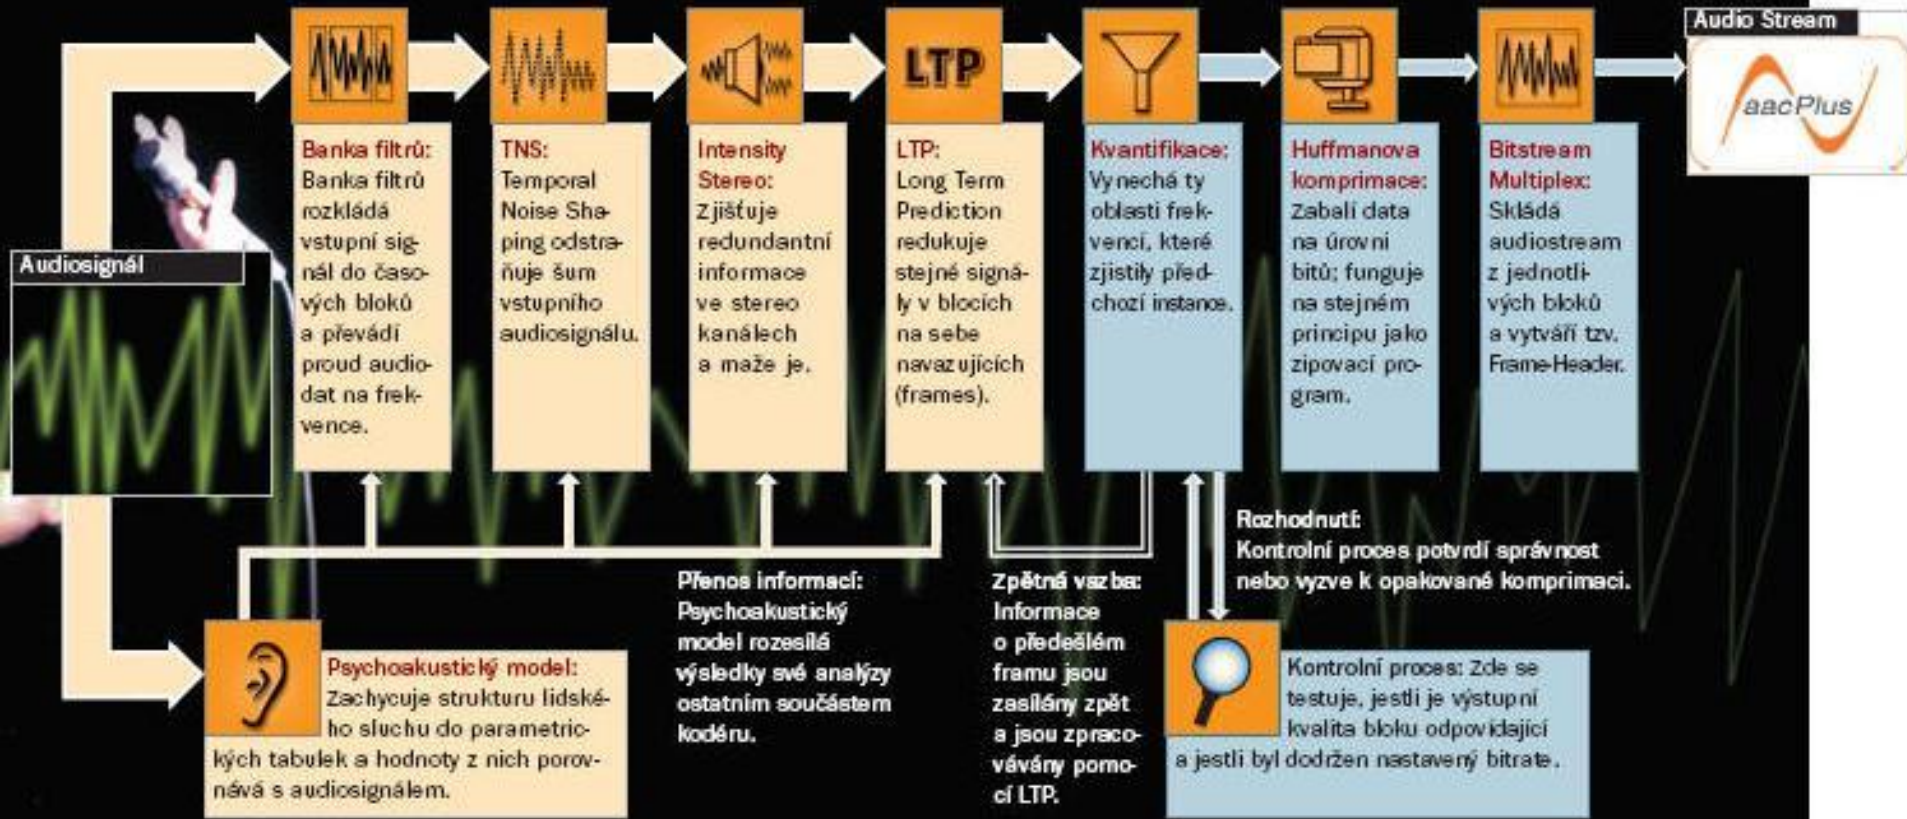 Audio Stream
aacPlus
LTP
Banka filtrů:
Banka filtrů
rozkládá
vstupní sig-
nál do časo-
vých bloků
a převádí
proud audio-
dat na frek-
vence.
TNS:
Temporal
Noise Sha-
ping odstra-
ňuje šum
vstupního
audiosignálu.
Intensity
Stereo:
Zjišťuje
redundantní
informace
ve stereo
kanálech
a maže je.
LTP:
Long Term
Prediction
redukuje
stejné signá-
ly v blocích
na sebe
navazujících
(frames).
Kvantifikace:
Vynechá ty
oblasti frek-
vencí, které
zjistily před-
chozí instance.
Huffmanova
komprimace:
Zabalí data
na úrovni
bitů; funguje
na stejném
principu jako
zipovací pro-
gram.
Bitstream
Multiplex:
Skládá
audiostream
z jednotli-
vých bloků
a vytváří tzv.
Frame-Header.
Audiosignál
Rozhodnutí:
Kontrolní proces potvrdí správnost
nebo vyzve k opakované komprimaci.
Přenos informací:
Psychoakustický
model rozesílá
výsledky své analýzy
ostatním součástem
kodéru.
Zpětná vazba:
Informace
o předešlém
framu jsou
zasílány zpět
a jsou zpraco-
vávány pomo-
cí LTP.
Psychoakustický model:
Zachycuje strukturu lidské-
ho sluchu do parametric-
kých tabulek a hodnoty z nich porov-
nává s audiosignálem.
Kontrolní proces: Zde se
testuje, jestli je výstupní
kvalita bloku odpovídající
a jestli byl dodržen nastavený bitrate.